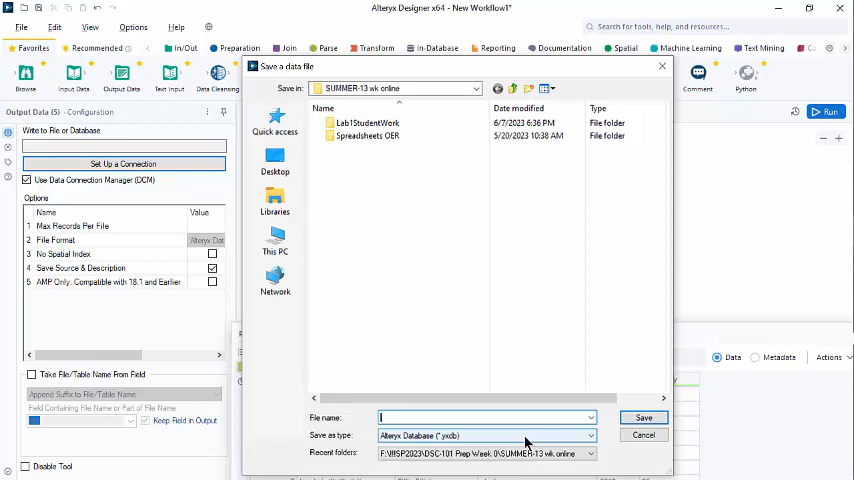 Alteryx Designer x64 - New Workflow1*
File Edit View Options Help
Search for tools, help, and resources...
Favorites Recommended In/Out Preparation Join Parse Transform In-Database Reporting Documentation Spatial Machine Learning Text Mining Co
Browse Input Data Output Data Text Input Data Cleansing Comment Python
Output Data (5) - Configuration
Run
Write to File or Database
Set Up a Connection
Use Data Connection Manager (DCM)
Options
Name Value
1 Max Records Per File
2 File Format Alteryx Dat
3 No Spatial Index
4 Save Source & Description
5 AMP Only: Compatible with 18.1 and Earlier
Take File/Table Name From Field
Append Suffix to File/Table Name
Field Containing File Name or Part of File Name
Keep Field in Output
Disable Tool
Save a data file
Save in: SUMMER-13 wk online
Name Date modified Type
Lab1StudentWork 6/7/2023 6:36 PM File folder
Spreadsheets OER 5/20/2023 10:38 AM File folder
Quick access
Desktop
Libraries
This PC
Network
File name:
Save
Save as type: Alteryx Database (*.yxdb)
Cancel
Recent folders: F:\!!!SP2023\DSC-101 Prep Week 0\SUMMER-13 wk online
Data Metadata Actions